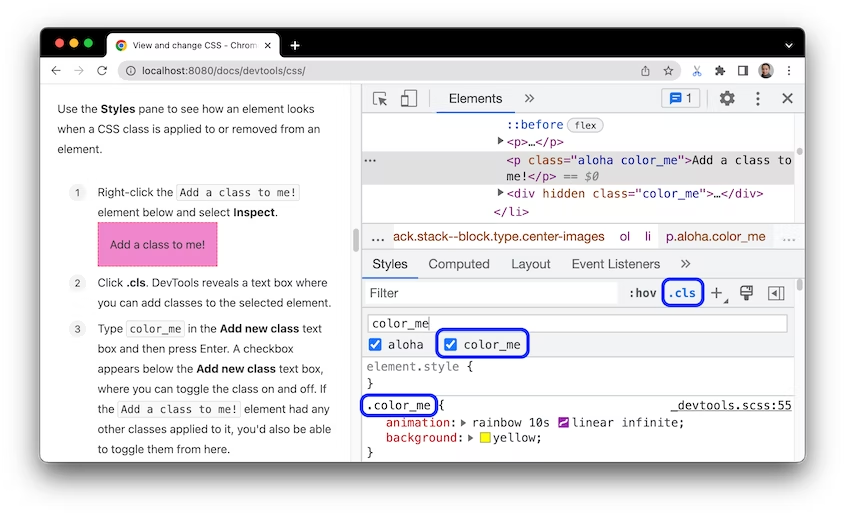 View and change CSS - Chrom
localhost:8080/docs/devtools/css/
Use the Styles pane to see how an element looks
when a CSS class is applied to or removed from an
element.
1 Right-click the Add a class to me!
element below and select Inspect.
Add a class to me!
2 Click .cls. DevTools reveals a text box where
you can add classes to the selected element.
3 Type color_me in the Add new class text
box and then press Enter. A checkbox
appears below the Add new class text box,
where you can toggle the class on and off. If
the Add a class to me! element had any
other classes applied to it, you'd also be able
to toggle them from here.
Elements » 1
::before flex
<p>…</p>
… <p class="aloha color_me">Add a class to
me!</p> == $0
<div hidden class="color_me">…</div>
</li>
… ack.stack--block.type.center-images ol li p.aloha.color_me …
Styles Computed Layout Event Listeners »
Filter :hov .cls +
color_me
aloha color_me
element.style {
}
.color_me { _devtools.scss:55
animation: rainbow 10s linear infinite;
background: yellow;
}